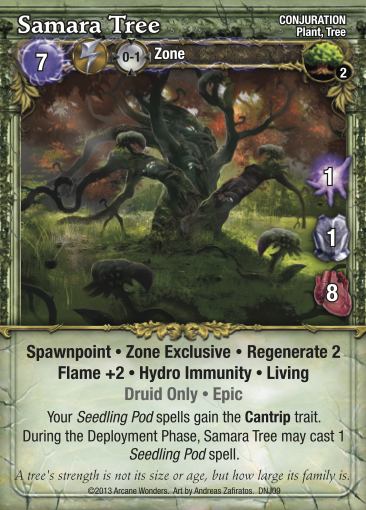 Samara Tree
CONJURATION
Plant, Tree
7
0-1
Zone
2
1
1
8
Spawnpoint • Zone Exclusive • Regenerate 2
Flame +2 • Hydro Immunity • Living
Druid Only • Epic
Your Seedling Pod spells gain the Cantrip trait.
During the Deployment Phase, Samara Tree may cast 1
Seedling Pod spell.
A tree's strength is not its size or age, but how large its family is.
©2013 Arcane Wonders. Art by Andreas Zafiratos. DNJ09